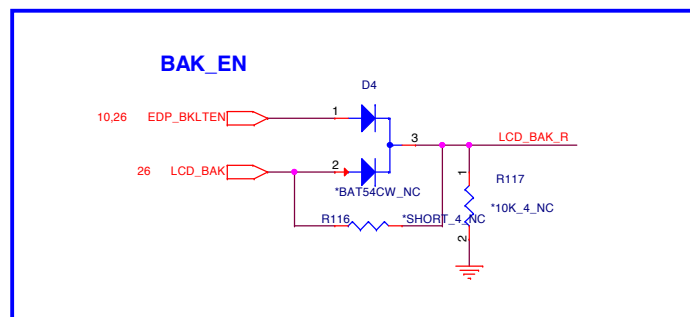 BAK_EN
D4
10,26 EDP_BKLTEN 1
3 LCD_BAK_R
26 LCD_BAK 2
1 R117
*BAT54CW_NC
*10K_4_NC
R116 *SHORT_4_NC
2